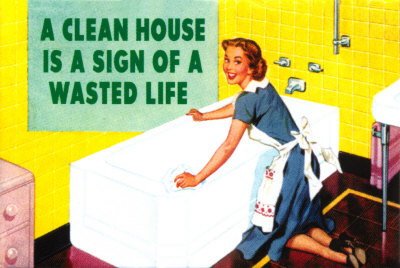 A CLEAN HOUSE
IS A SIGN OF A
WASTED LIFE